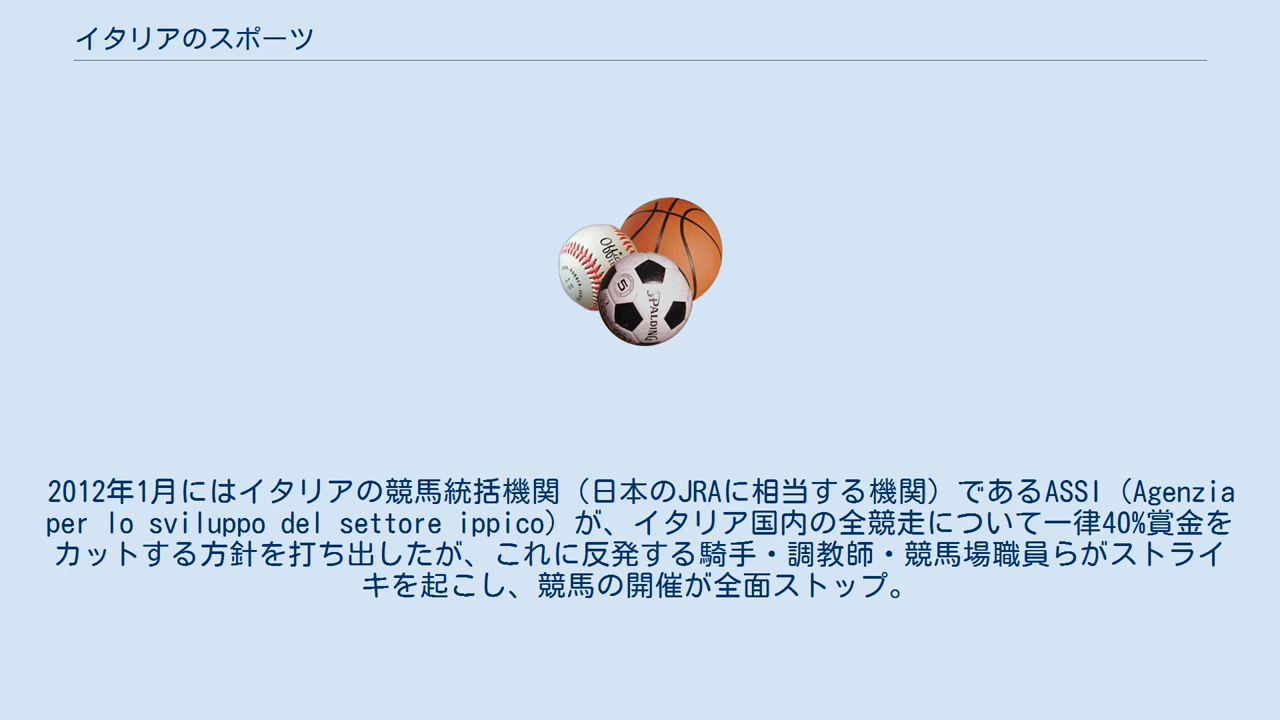 イタリアのスポーツ
Offici
5
SPALDING
2012年1月にはイタリアの競馬統括機関（日本のJRAに相当する機関）であるASSI（Agenzia
per lo sviluppo del settore ippico）が、イタリア国内の全競走について一律40%賞金を
カットする方針を打ち出したが、これに反発する騎手・調教師・競馬場職員らがストライ
キを起こし、競馬の開催が全面ストップ。